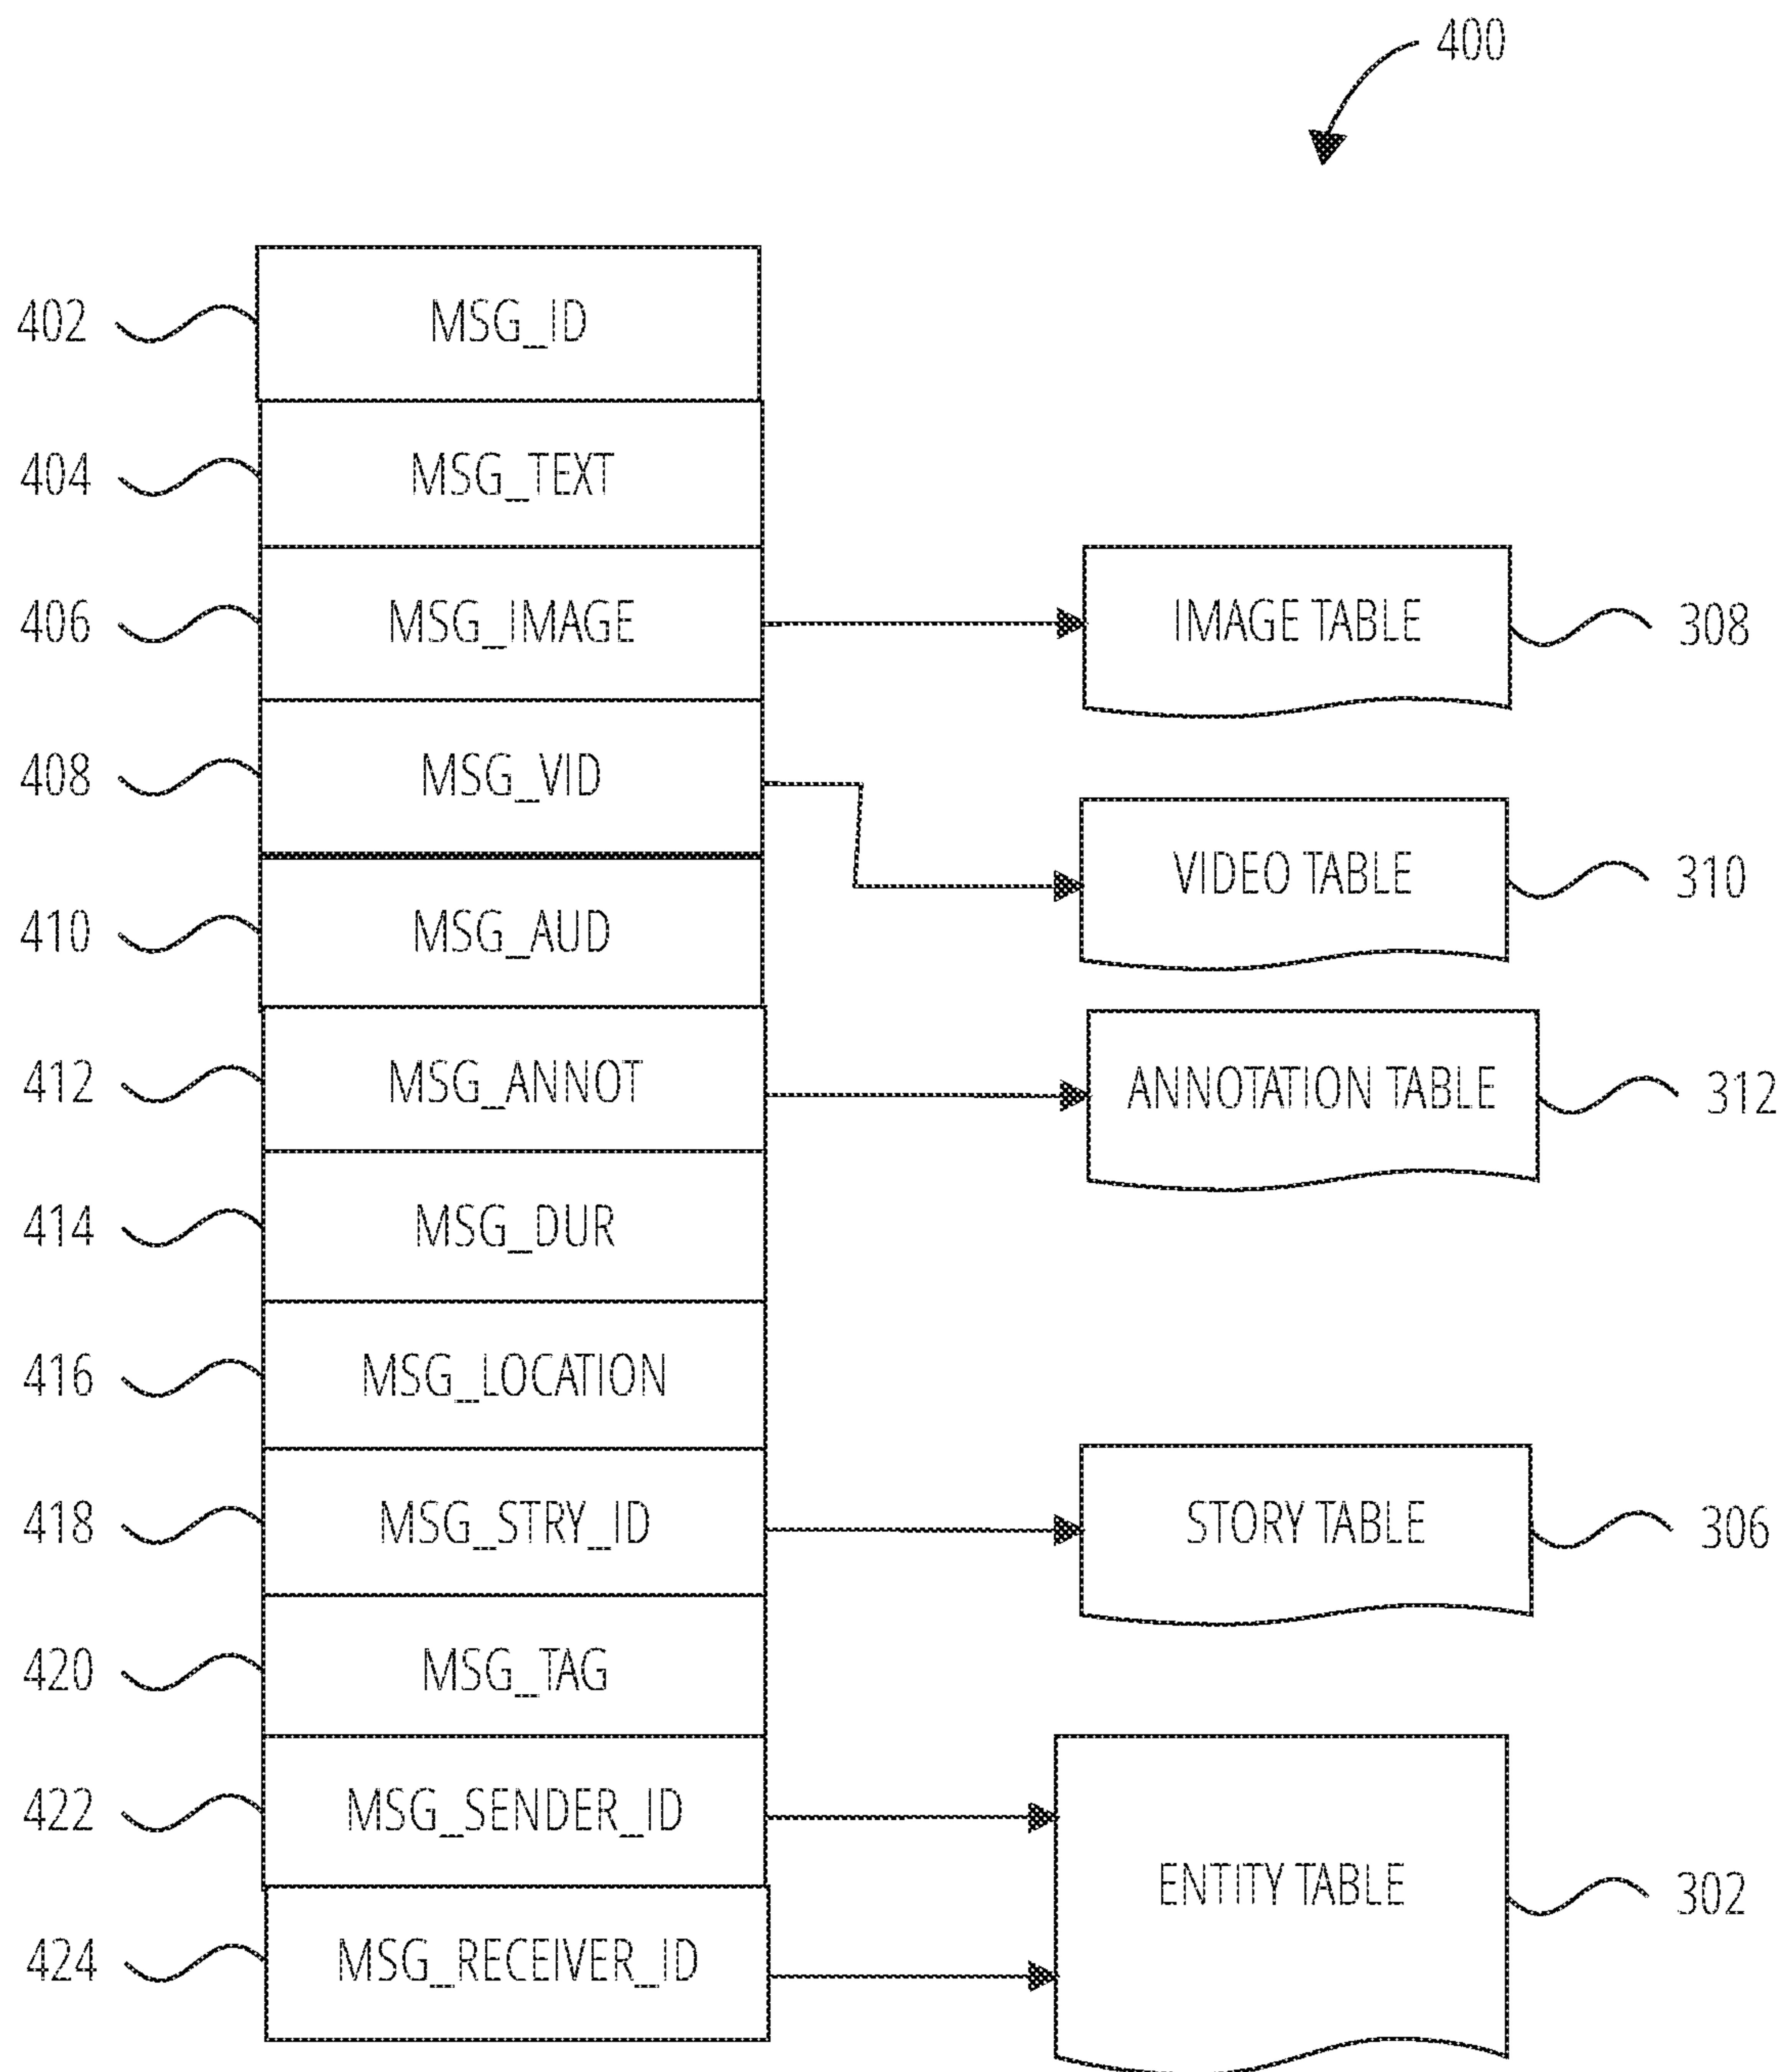 400
402 MSG_ID
404 MSG_TEXT
406 MSG_IMAGE IMAGE TABLE 308
408 MSG_VID
VIDEO TABLE 310
410 MSG_AUD
412 MSG_ANNOT ANNOTATION TABLE 312
414 MSG_DUR
416 MSG_LOCATION
418 MSG_STRY_ID STORY TABLE 306
420 MSG_TAG
422 MSG_SENDER_ID
ENTITY TABLE 302
424 MSG_RECEIVER_ID